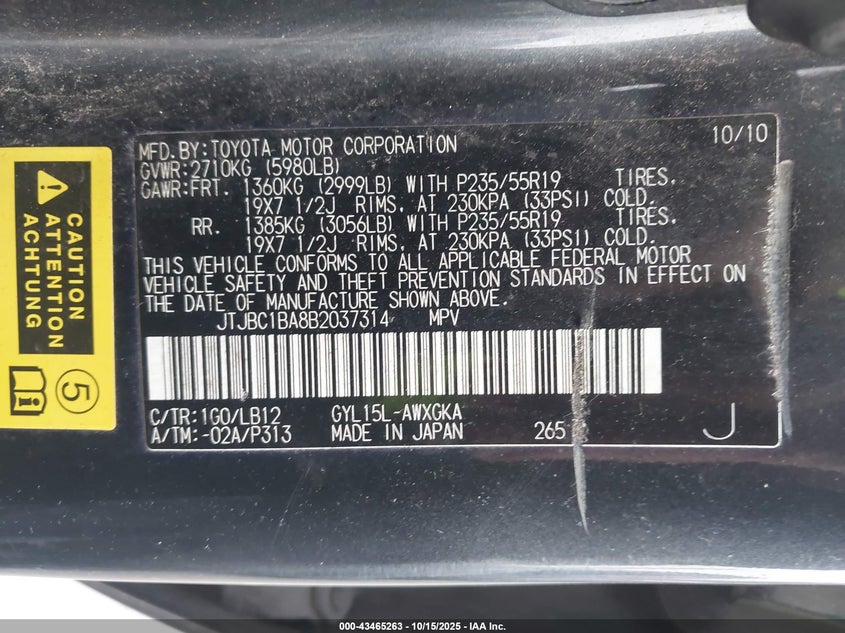 CAUTION
ATTENTION
ACHTUNG
5
MFD.BY:TOYOTA MOTOR CORPORATION 10/10
GVWR:2710KG (5980LB)
GAWR:FRT. 1360KG (2999LB) WITH P235/55R19 TIRES,
19X7 1/2J RIMS, AT 230KPA (33PSI) COLD.
RR. 1385KG (3056LB) WITH P235/55R19 TIRES,
19X7 1/2J RIMS, AT 230KPA (33PSI) COLD.
THIS VEHICLE CONFORMS TO ALL APPLICABLE FEDERAL MOTOR
VEHICLE SAFETY AND THEFT PREVENTION STANDARDS IN EFFECT ON
THE DATE OF MANUFACTURE SHOWN ABOVE.
JTJBC1BA8B2037314 MPV
C/TR:1G0/LB12 GYL15L-AWXGKA
A/TM:-02A/P313 MADE IN JAPAN 265 J
000-43465263 - 10/15/2025 - IAA Inc.